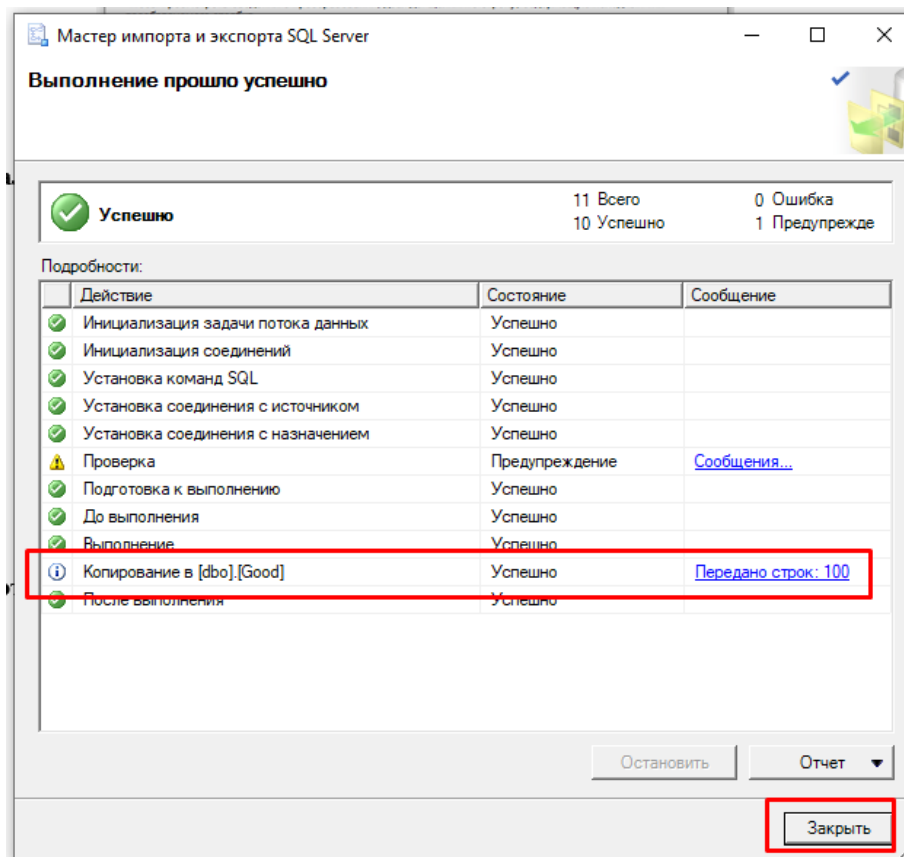 Мастер импорта и экспорта SQL Server
Выполнение прошло успешно
Успешно
11 Всего
0 Ошибка
10 Успешно
1 Предупрежде
Подробности:
Действие Состояние Сообщение
Инициализация задачи потока данных Успешно
Инициализация соединений Успешно
Установка команд SQL Успешно
Установка соединения с источником Успешно
Установка соединения с назначением Успешно
Проверка Предупреждение Сообщения...
Подготовка к выполнению Успешно
До выполнения Успешно
Выполнение Успешно
Копирование в [dbo].[Good] Успешно Передано строк: 100
После выполнения Успешно
Остановить Отчет
Закрыть